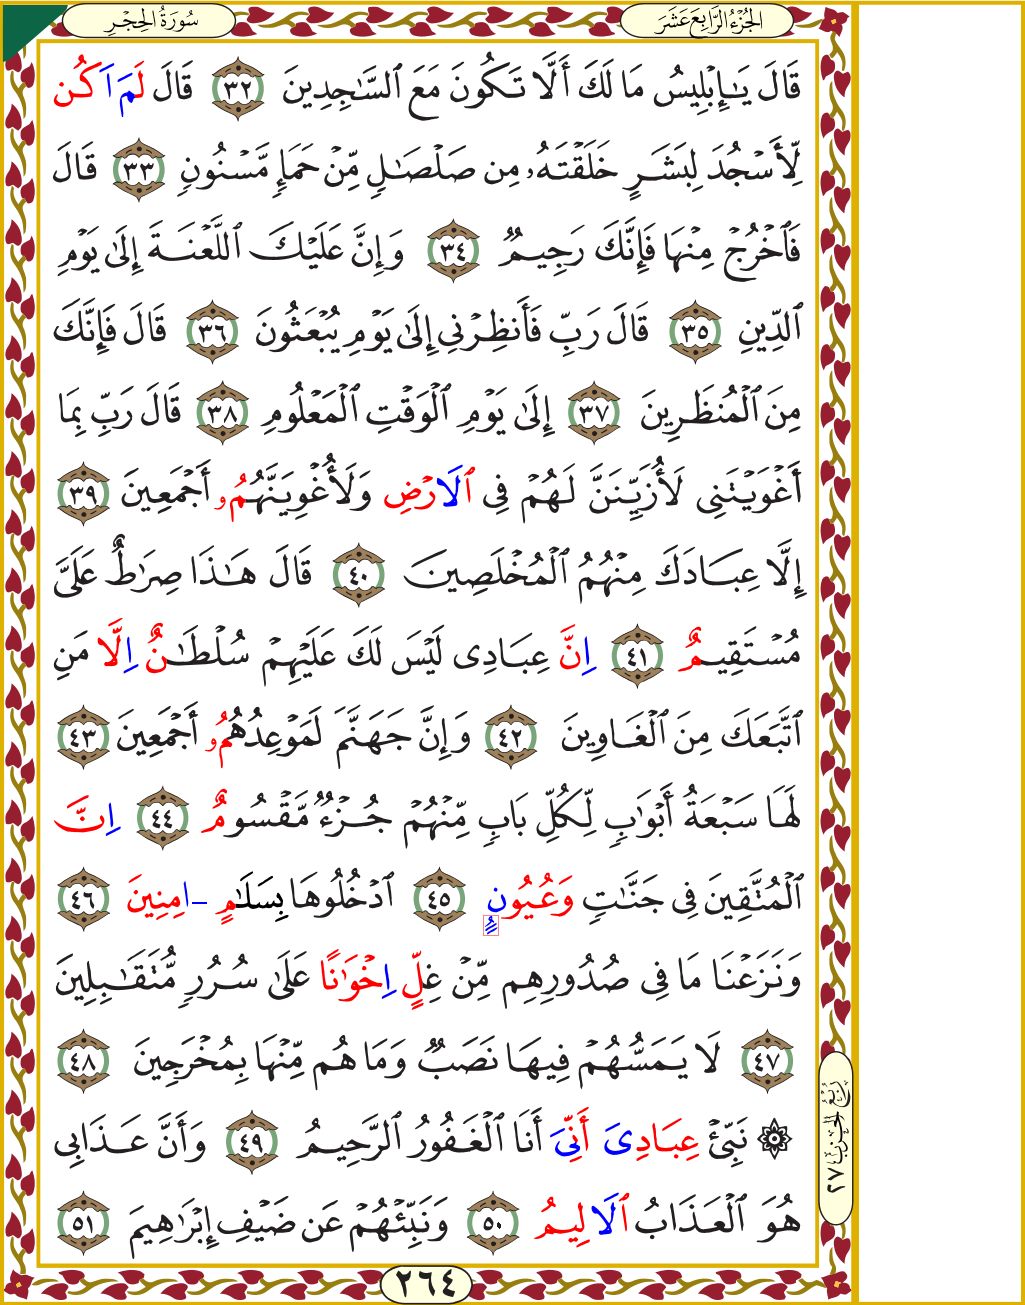 الجُزْءُ الرَّابِعَ عَشَرَ
سُورَةُ الحِجْرِ
قَالَ يَـٰٓإِبْلِيسُ مَا لَكَ أَلَّا تَكُونَ مَعَ ٱلسَّـٰجِدِينَ ٣٢ قَالَ لَمَ اَكُن
لِّأَسْجُدَ لِبَشَرٍ خَلَقْتَهُۥ مِن صَلْصَـٰلٍ مِّنْ حَمَإٍ مَّسْنُونٍ ٣٣ قَالَ
فَٱخْرُجْ مِنْهَا فَإِنَّكَ رَجِيمٌ ٣٤ وَإِنَّ عَلَيْكَ ٱللَّعْنَةَ إِلَىٰ يَوْمِ
ٱلدِّينِ ٣٥ قَالَ رَبِّ فَأَنظِرْنِى إِلَىٰ يَوْمِ يُبْعَثُونَ ٣٦ قَالَ فَإِنَّكَ
مِنَ ٱلْمُنظَرِينَ ٣٧ إِلَىٰ يَوْمِ ٱلْوَقْتِ ٱلْمَعْلُومِ ٣٨ قَالَ رَبِّ بِمَا
أَغْوَيْتَنِى لَأُزَيِّنَنَّ لَهُمْ فِى ٱلَارْضِ وَلَأُغْوِيَنَّهُمُۥ أَجْمَعِينَ ٣٩
إِلَّا عِبَادَكَ مِنْهُمُ ٱلْمُخْلَصِينَ ٤٠ قَالَ هَـٰذَا صِرَٰطٌ عَلَىَّ
مُسْتَقِيمٌ ٤١ اِنَّ عِبَادِى لَيْسَ لَكَ عَلَيْهِمْ سُلْطَـٰنٌ اِلَّا مَنِ
ٱتَّبَعَكَ مِنَ ٱلْغَاوِينَ ٤٢ وَإِنَّ جَهَنَّمَ لَمَوْعِدُهُمُۥ أَجْمَعِينَ ٤٣
لَهَا سَبْعَةُ أَبْوَٰبٍ لِّكُلِّ بَابٍ مِّنْهُمْ جُزْءٌ مَّقْسُومٌ ٤٤ اِنَّ
ٱلْمُتَّقِينَ فِى جَنَّـٰتٍ وَعُيُونٍ ٤٥ ٱدْخُلُوهَا بِسَلَـٰمٍ ـامِنِينَ ٤٦
وَنَزَعْنَا مَا فِى صُدُورِهِم مِّنْ غِلٍّ اِخْوَٰنًا عَلَىٰ سُرُرٍ مُّتَقَـٰبِلِينَ
٤٧ لَا يَمَسُّهُمْ فِيهَا نَصَبٌ وَمَا هُم مِّنْهَا بِمُخْرَجِينَ ٤٨
۞ نَبِّئْ عِبَادِىَ أَنِّىَ أَنَا ٱلْغَفُورُ ٱلرَّحِيمُ ٤٩ وَأَنَّ عَذَابِى
هُوَ ٱلْعَذَابُ ٱلَالِيمُ ٥٠ وَنَبِّئْهُمْ عَن ضَيْفِ إِبْرَٰهِيمَ ٥١
رُبْعُ الحِزْبِ ٢٧
٢٦٤